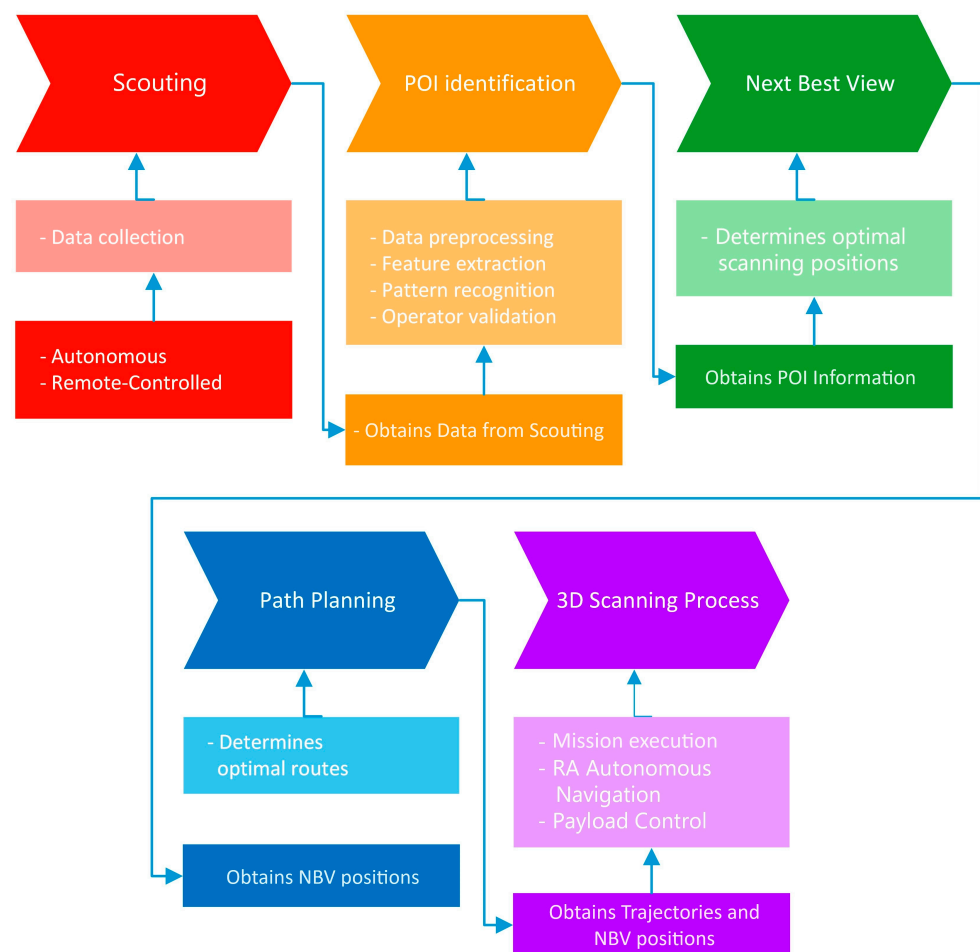 Scouting
- Data collection
- Autonomous
- Remote-Controlled
POI identification
- Data preprocessing
- Feature extraction
- Pattern recognition
- Operator validation
- Obtains Data from Scouting
Next Best View
- Determines optimal
scanning positions
Obtains POI Information
Path Planning
- Determines
optimal routes
Obtains NBV positions
3D Scanning Process
- Mission execution
- RA Autonomous
Navigation
- Payload Control
Obtains Trajectories and
NBV positions